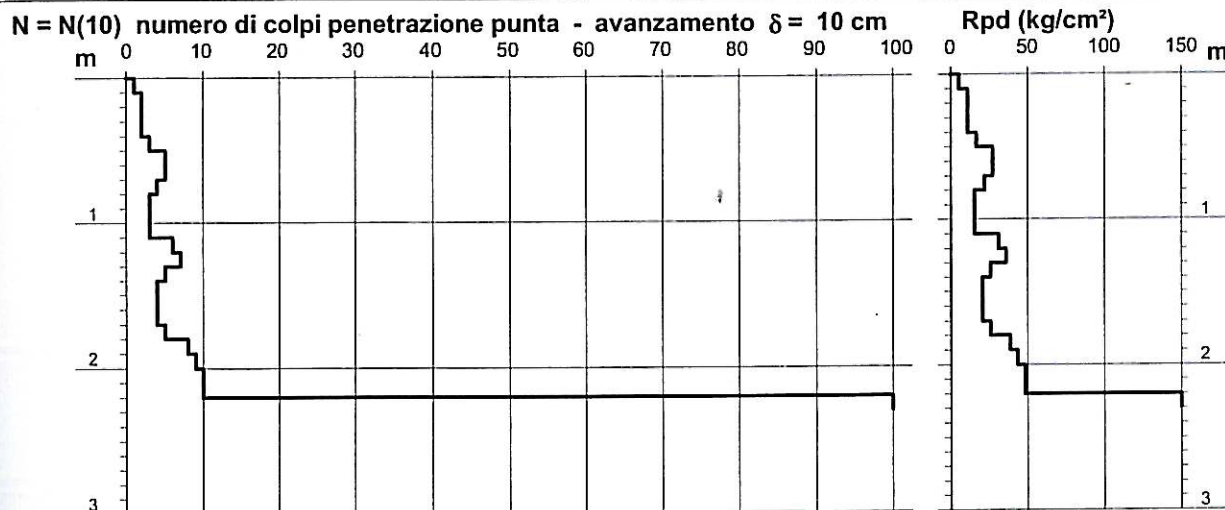 N = N(10) numero di colpi penetrazione punta - avanzamento δ = 10 cm
Rpd (kg/cm²)
m 0 10 20 30 40 50 60 70 80 90 100
0 50 100 150 m
1
1
2
2
3
3